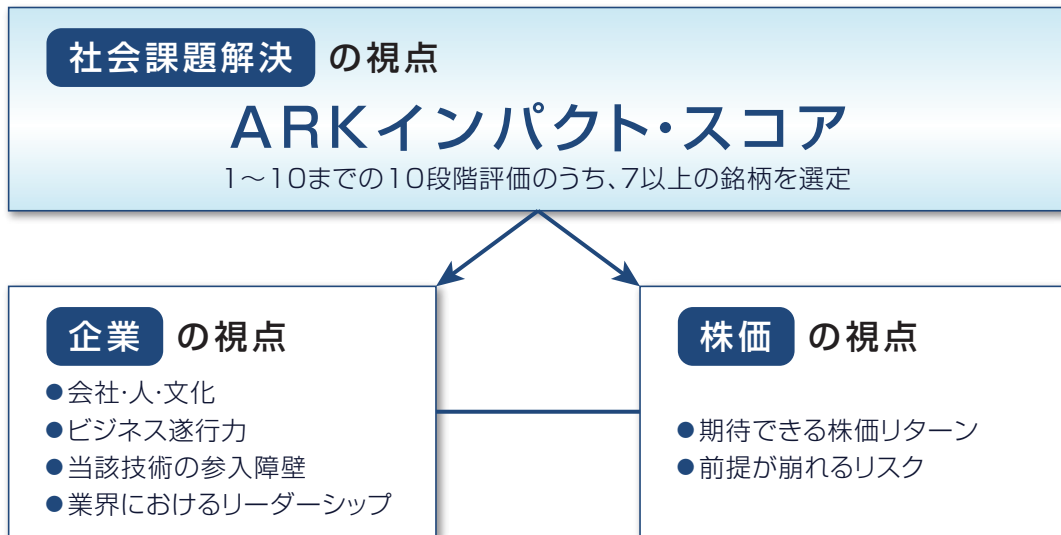 社会課題解決 の視点
ARKインパクト・スコア
1～10までの10段階評価のうち、7以上の銘柄を選定
企業 の視点
●会社・人・文化
●ビジネス遂行力
●当該技術の参入障壁
●業界におけるリーダーシップ
株価 の視点
●期待できる株価リターン
●前提が崩れるリスク